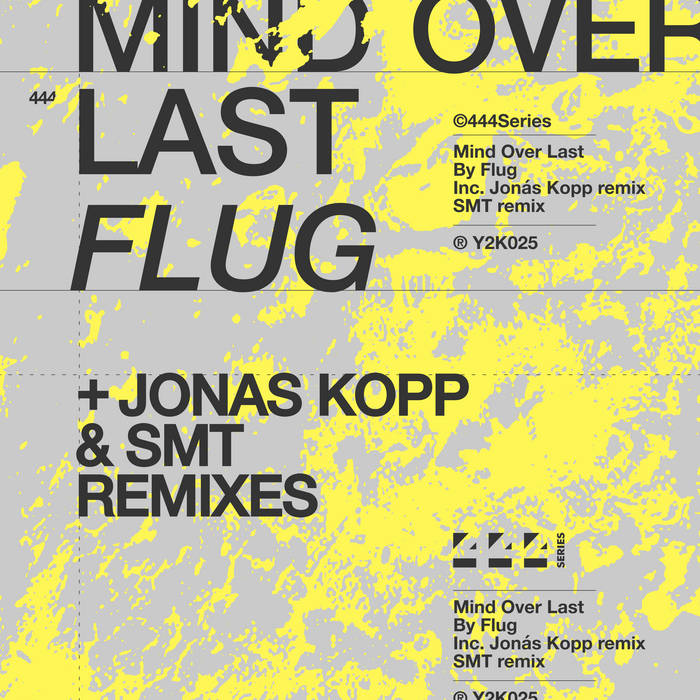 MIND OVER
LAST
FLUG
444
©444Series
Mind Over Last
By Flug
Inc. Jonás Kopp remix
SMT remix
® Y2K025
+ JONAS KOPP
& SMT
REMIXES
444 SERIES
Mind Over Last
By Flug
Inc. Jonás Kopp remix
SMT remix
® Y2K025